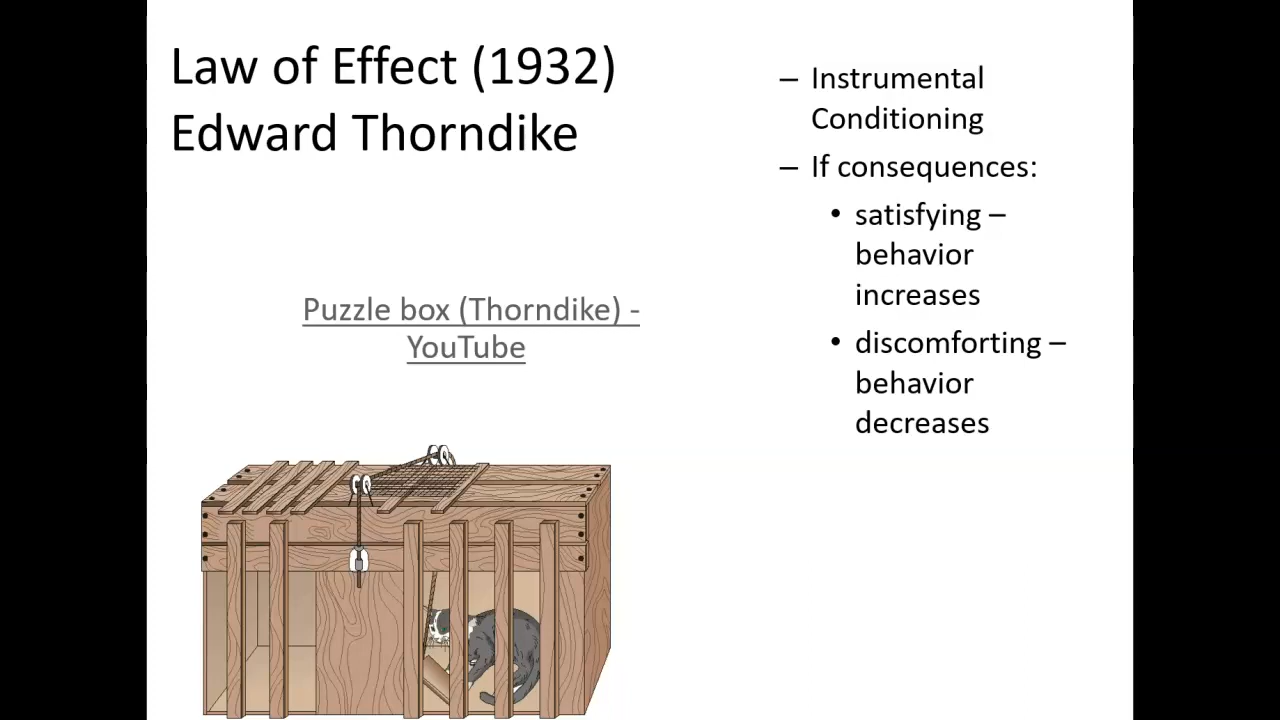 Law of Effect (1932)
Edward Thorndike
Puzzle box (Thorndike) -
YouTube
– Instrumental
Conditioning
– If consequences:
• satisfying –
behavior
increases
• discomforting –
behavior
decreases